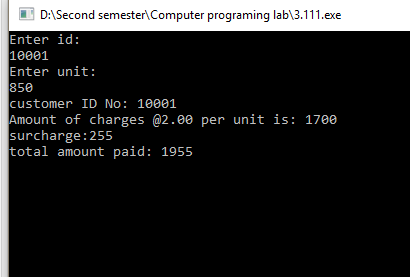 D:\Second semester\Computer programing lab\3.111.exe
Enter id:
10001
Enter unit:
850
customer ID No: 10001
Amount of charges @2.00 per unit is: 1700
surcharge:255
total amount paid: 1955